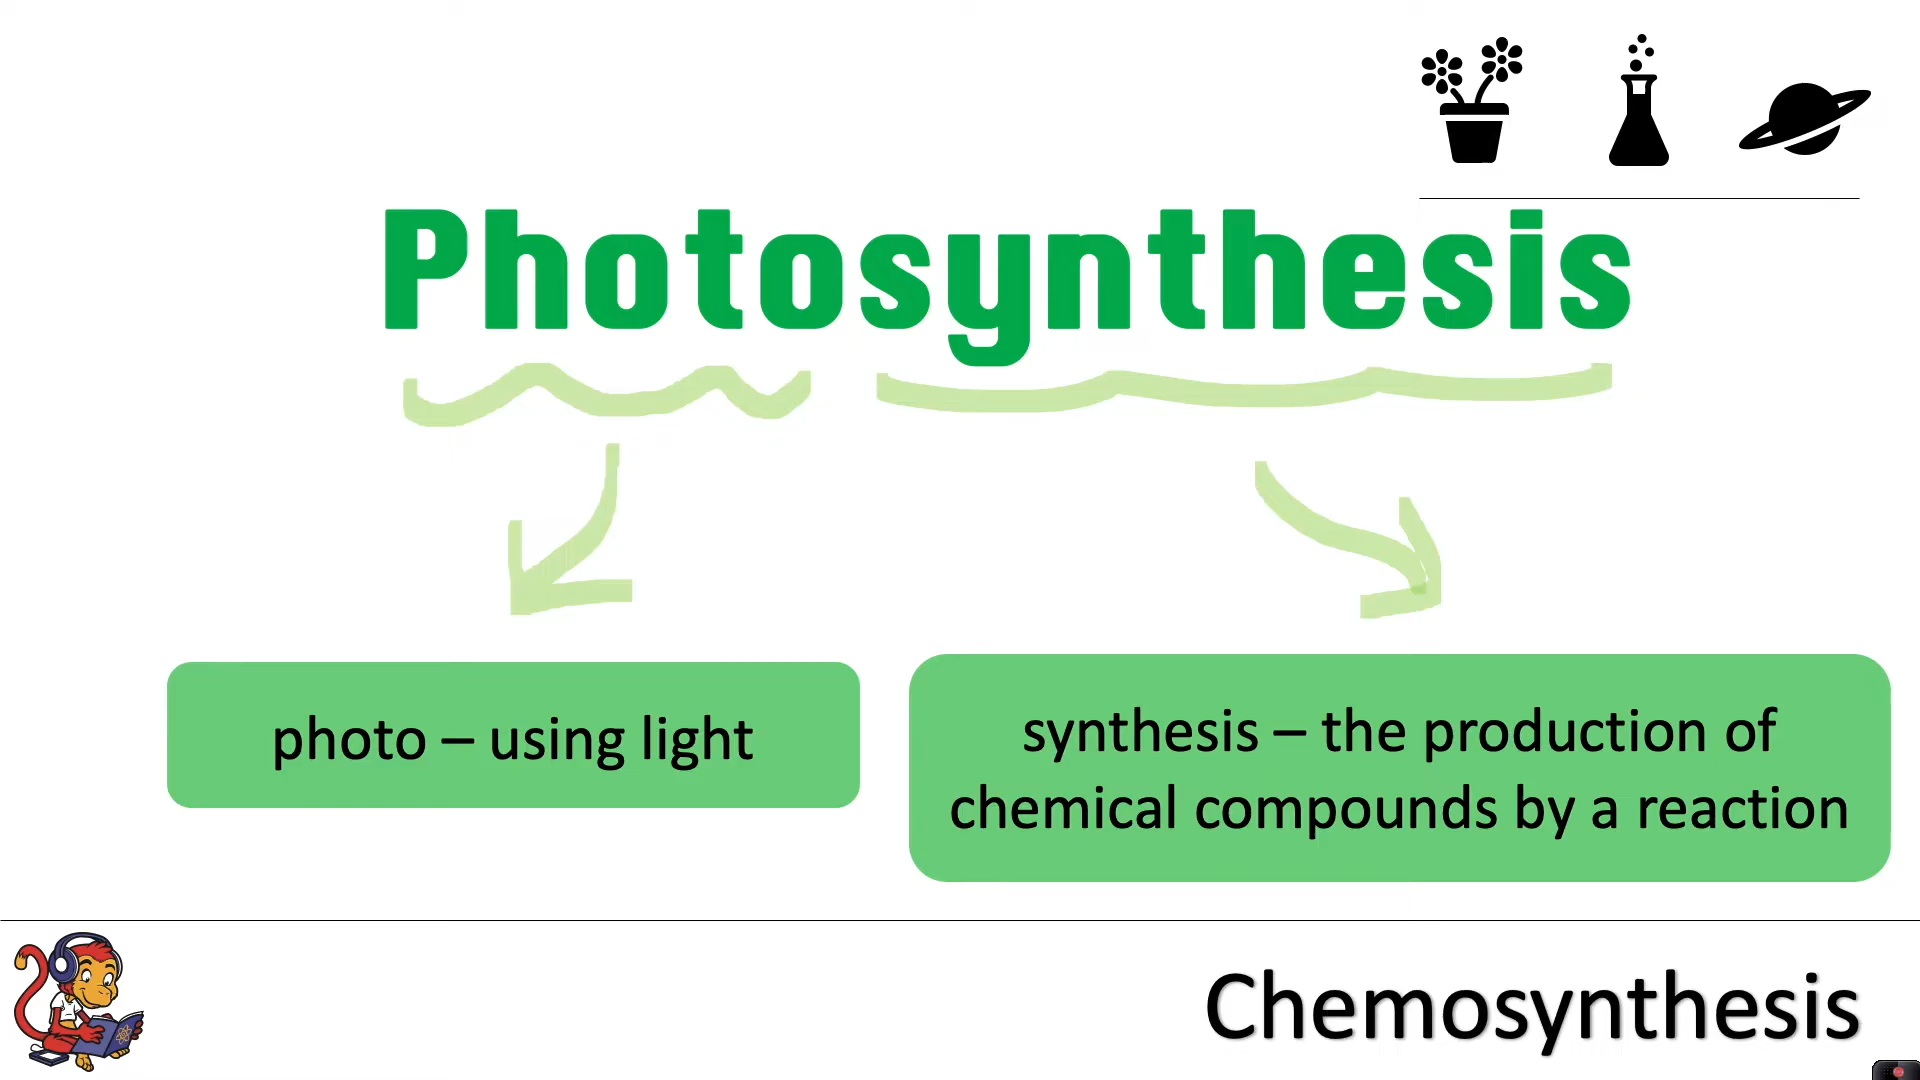 Photosynthesis
photo – using light
synthesis – the production of
chemical compounds by a reaction
Chemosynthesis